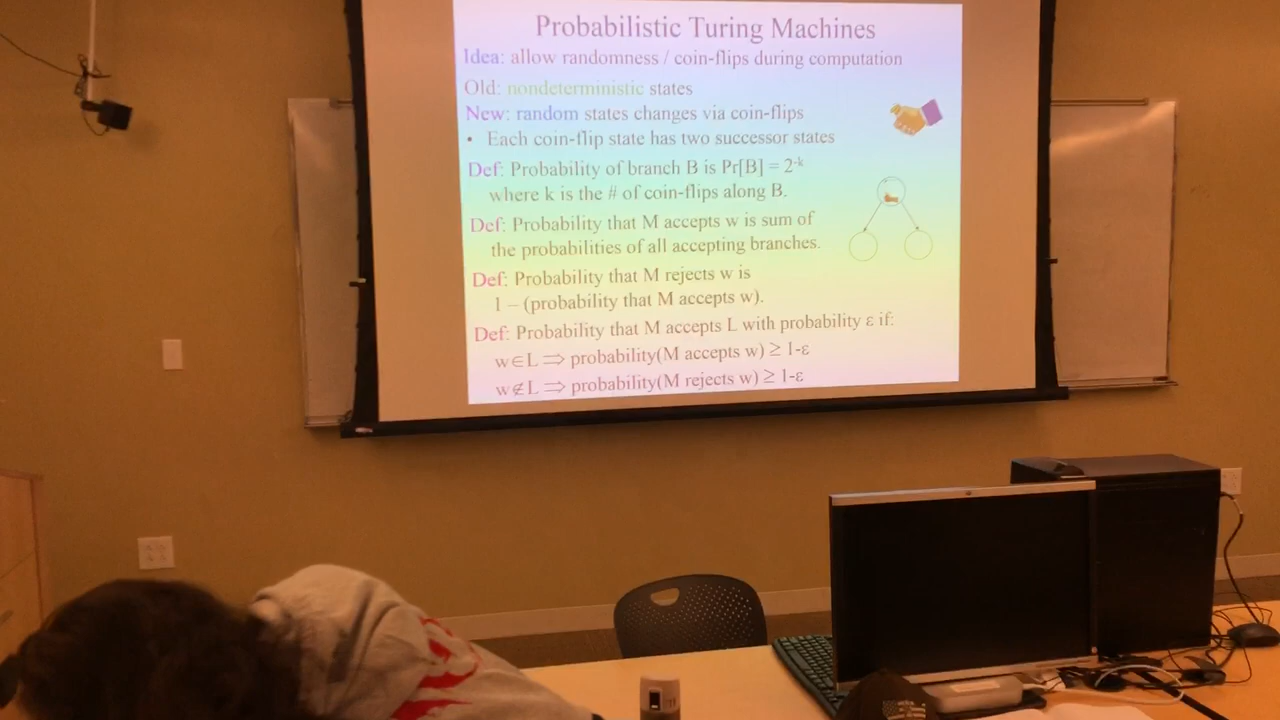 Probabilistic Turing Machines
Idea: allow randomness / coin-flips during computation
Old: nondeterministic states
New: random states changes via coin-flips
• Each coin-flip state has two successor states
Def: Probability of branch B is Pr[B] = 2⁻ᵏ
where k is the # of coin-flips along B.
Def: Probability that M accepts w is sum of
the probabilities of all accepting branches.
Def: Probability that M rejects w is
1 – (probability that M accepts w).
Def: Probability that M accepts L with probability ε if:
w∈L ⇒ probability(M accepts w) ≥ 1-ε
w∉L ⇒ probability(M rejects w) ≥ 1-ε